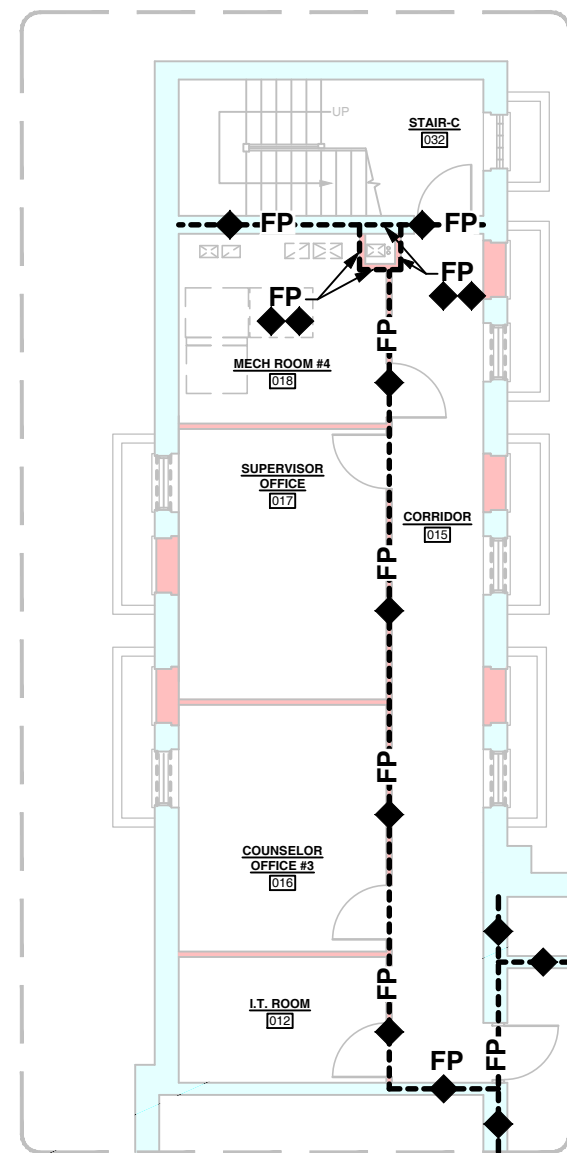 UP
STAIR-C
032
FP
FP
FP
FP
FP
MECH ROOM #4
018
SUPERVISOR
OFFICE
017
CORRIDOR
015
FP
FP
COUNSELOR
OFFICE #3
016
FP
I.T. ROOM
012
FP
FP